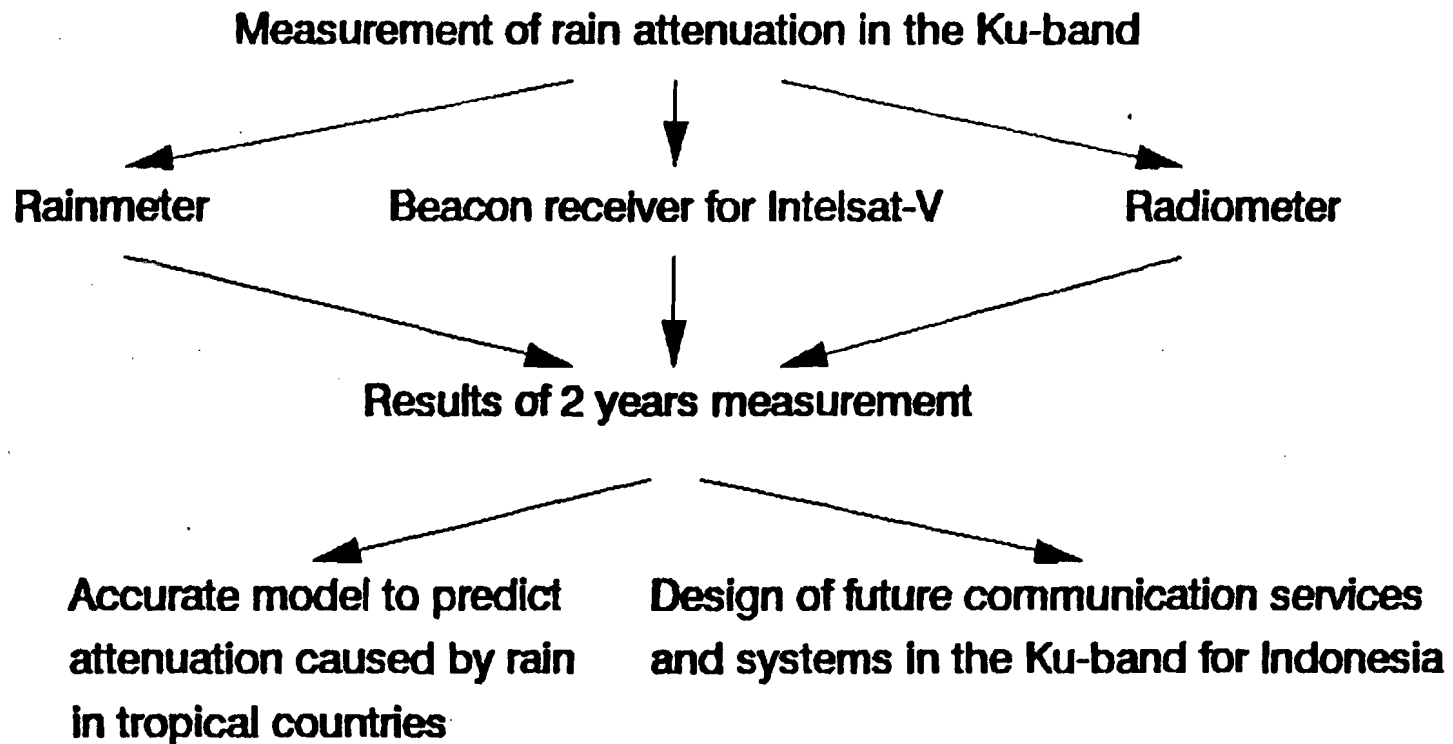 Measurement of rain attenuation in the Ku-band
Rainmeter Beacon receiver for Intelsat-V Radiometer
Results of 2 years measurement
Accurate model to predict
attenuation caused by rain
in tropical countries
Design of future communication services
and systems in the Ku-band for Indonesia